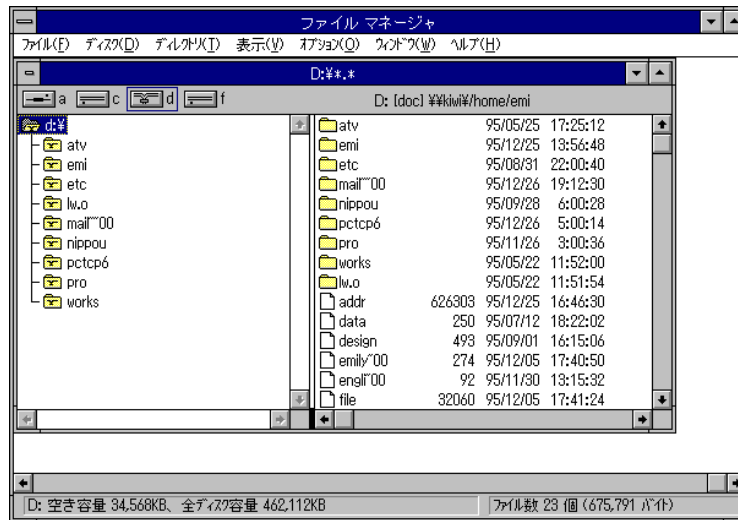 ファイル マネージャ
ファイル(F) ディスク(D) ディレクトリ(T) 表示(V) オプション(O) ウィンドウ(W) ヘルプ(H)
D:¥*.*
a c d f D: [doc] ¥¥kiwi¥/home/emi
d:¥
atv
emi
etc
lw.o
mail~~00
nippou
pctcp6
pro
works
atv 95/05/25 17:25:12
emi 95/12/25 13:56:48
etc 95/08/31 22:00:40
mail~~00 95/12/26 19:12:30
nippou 95/09/28 6:00:28
pctcp6 95/12/26 5:00:14
pro 95/11/26 3:00:36
works 95/05/22 11:52:00
lw.o 95/05/22 11:51:54
addr 626303 95/12/25 16:46:30
data 250 95/07/12 18:22:02
design 493 95/09/01 16:15:06
emily~00 274 95/12/05 17:40:50
engli~00 92 95/11/30 13:15:32
file 32060 95/12/05 17:41:24
D: 空き容量 34,568KB、全ディスク容量 462,112KB ファイル数 23 個 (675,791 バイト)